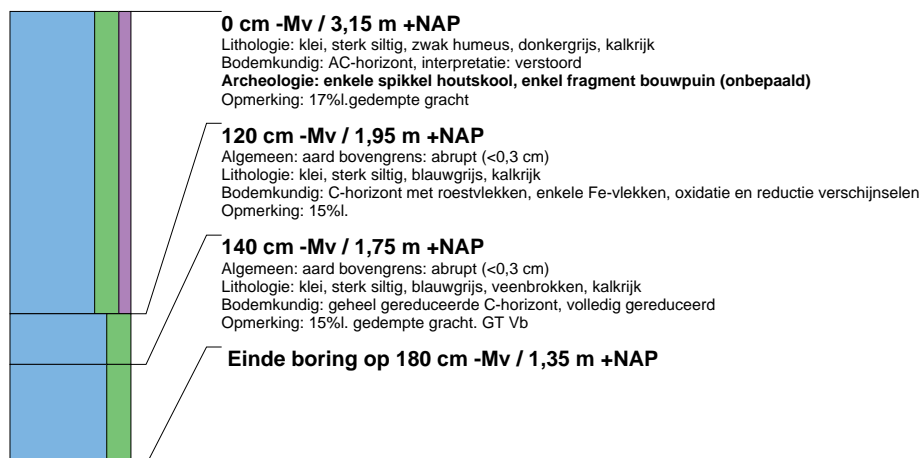 0 cm -Mv / 3,15 m +NAP
Lithologie: klei, sterk siltig, zwak humeus, donkergrijs, kalkrijk
Bodemkundig: AC-horizont, interpretatie: verstoord
Archeologie: enkele spikkel houtskool, enkel fragment bouwpuin (onbepaald)
Opmerking: 17%l.gedempte gracht
120 cm -Mv / 1,95 m +NAP
Algemeen: aard bovengrens: abrupt (<0,3 cm)
Lithologie: klei, sterk siltig, blauwgrijs, kalkrijk
Bodemkundig: C-horizont met roestvlekken, enkele Fe-vlekken, oxidatie en reductie verschijnselen
Opmerking: 15%l.
140 cm -Mv / 1,75 m +NAP
Algemeen: aard bovengrens: abrupt (<0,3 cm)
Lithologie: klei, sterk siltig, blauwgrijs, veenbrokken, kalkrijk
Bodemkundig: geheel gereduceerde C-horizont, volledig gereduceerd
Opmerking: 15%l. gedempte gracht. GT Vb
Einde boring op 180 cm -Mv / 1,35 m +NAP